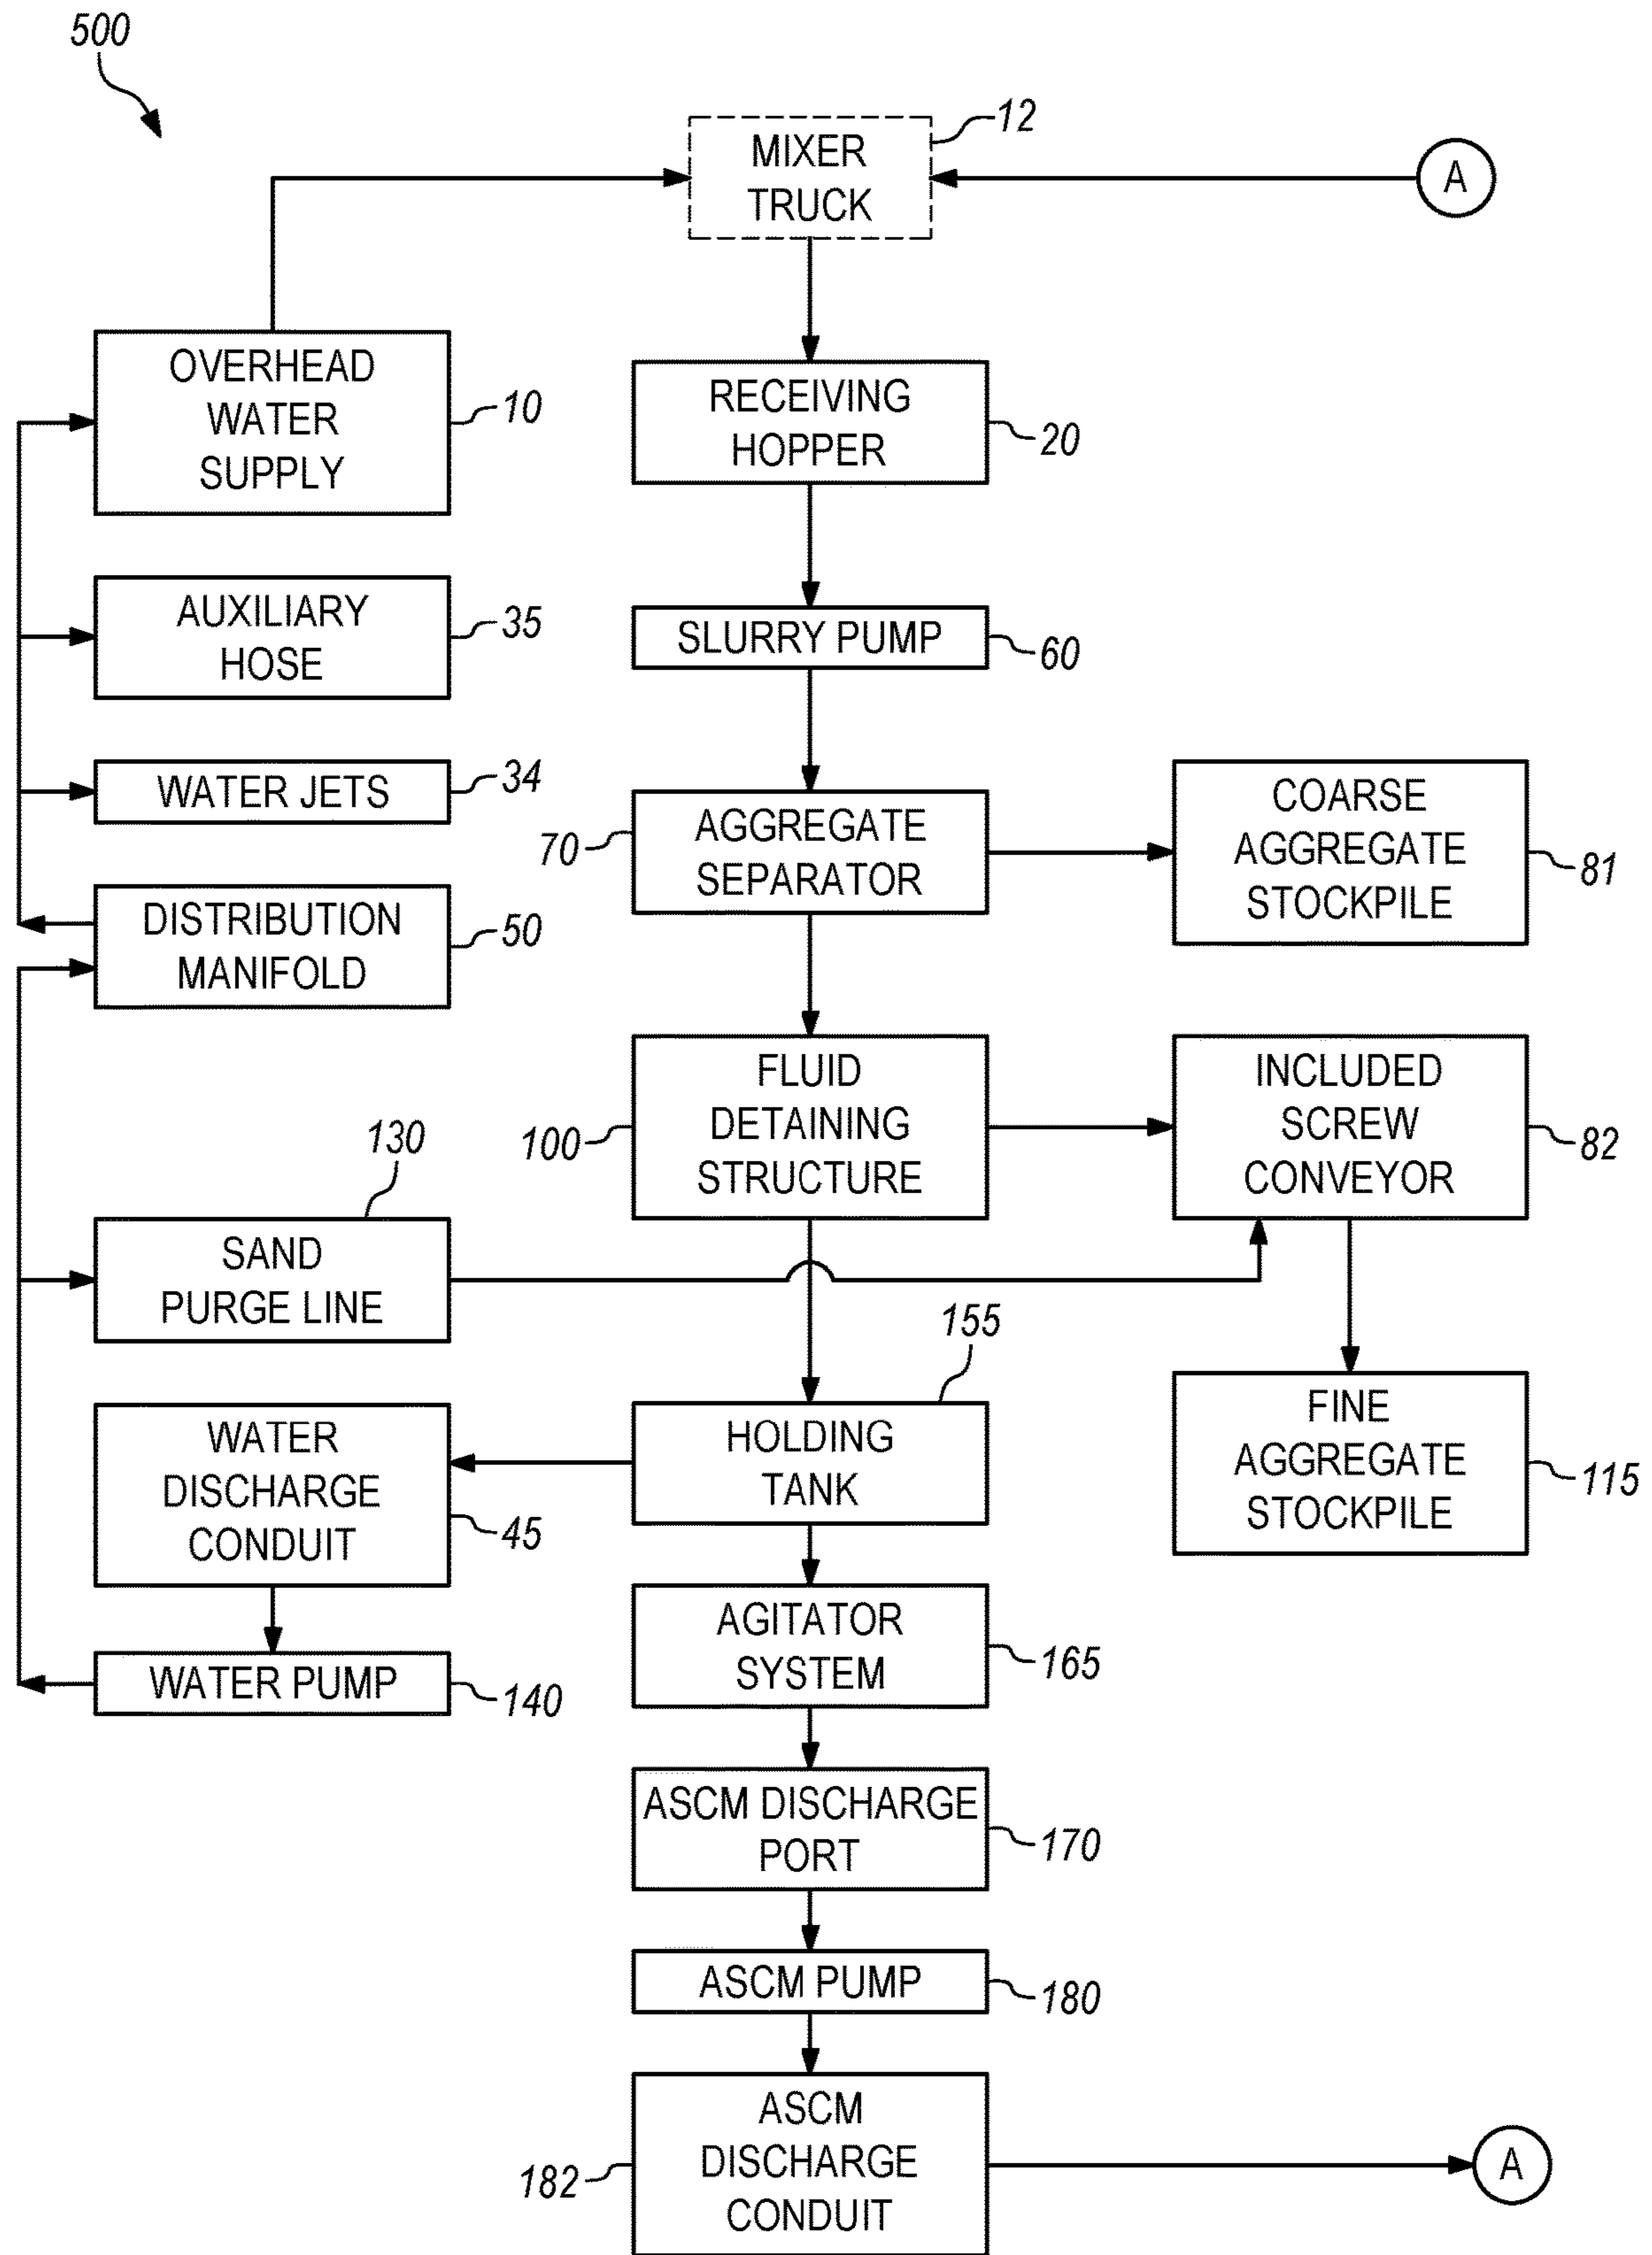 500
MIXER
TRUCK
12
A
OVERHEAD
WATER
SUPPLY
10
RECEIVING
HOPPER
20
AUXILIARY
HOSE
35
SLURRY PUMP
60
WATER JETS
34
AGGREGATE
SEPARATOR
70
COARSE
AGGREGATE
STOCKPILE
81
DISTRIBUTION
MANIFOLD
50
FLUID
DETAINING
STRUCTURE
100
INCLUDED
SCREW
CONVEYOR
82
130
SAND
PURGE LINE
155
HOLDING
TANK
WATER
DISCHARGE
CONDUIT
45
FINE
AGGREGATE
STOCKPILE
115
AGITATOR
SYSTEM
165
WATER PUMP
140
ASCM DISCHARGE
PORT
170
ASCM PUMP
180
ASCM
DISCHARGE
CONDUIT
182
A